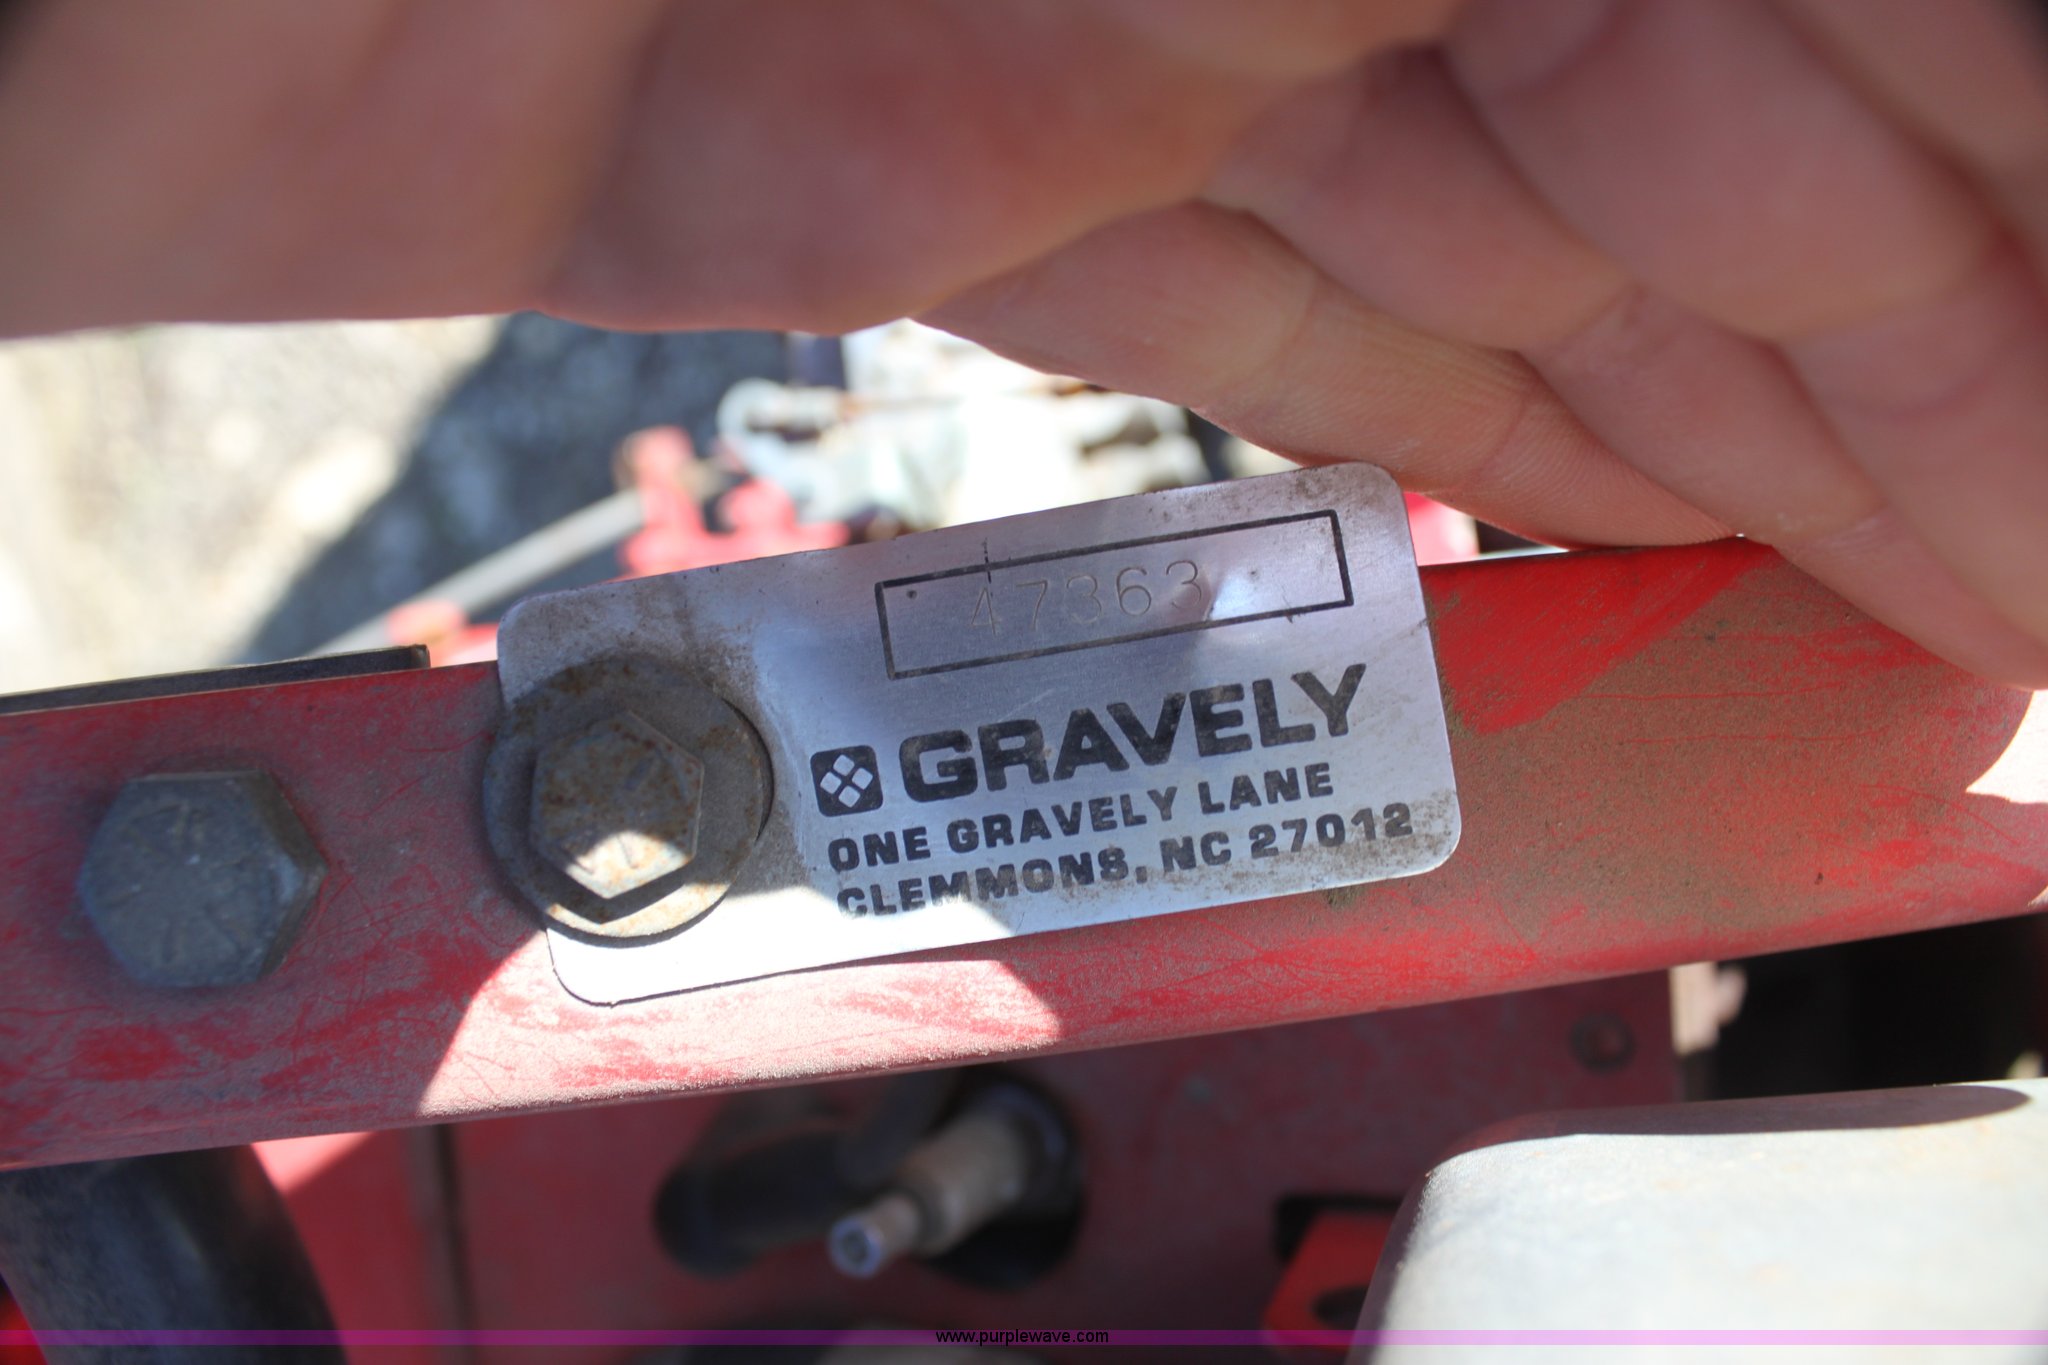 47363
GRAVELY
ONE GRAVELY LANE
CLEMMONS, NC 27012
www.purplewave.com